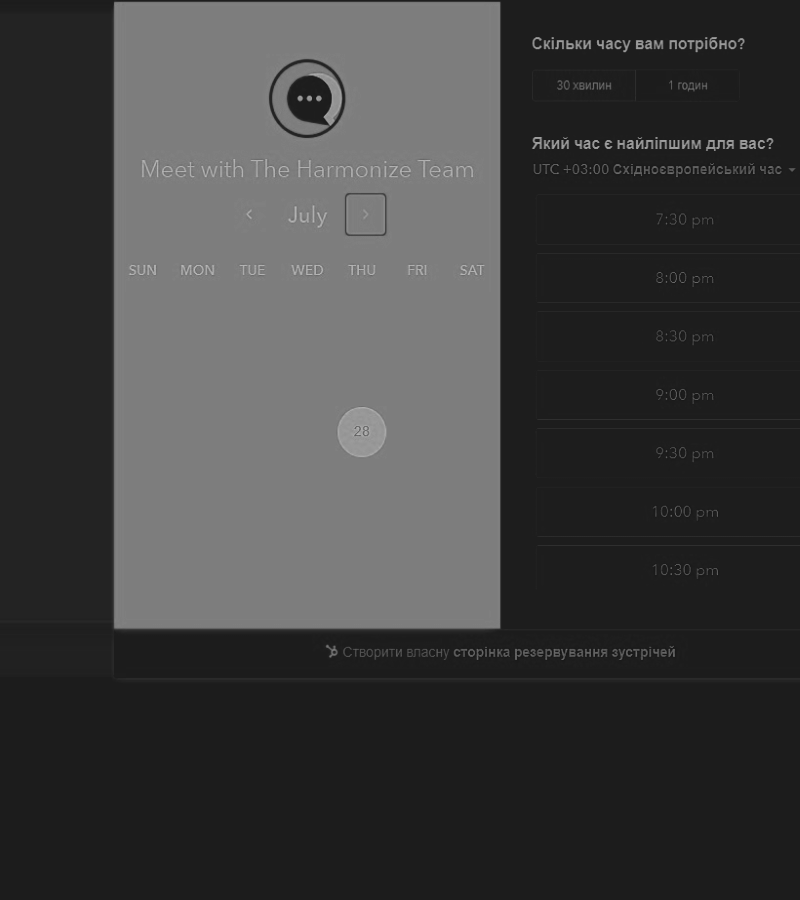 Meet with The Harmonize Team
July
SUN MON TUE WED THU FRI SAT
28
Скільки часу вам потрібно?
30 хвилин 1 годин
Який час є найліпшим для вас?
UTC +03:00 Східноєвропейський час
7:30 pm
8:00 pm
8:30 pm
9:00 pm
9:30 pm
10:00 pm
10:30 pm
Створити власну сторінка резервування зустрічей